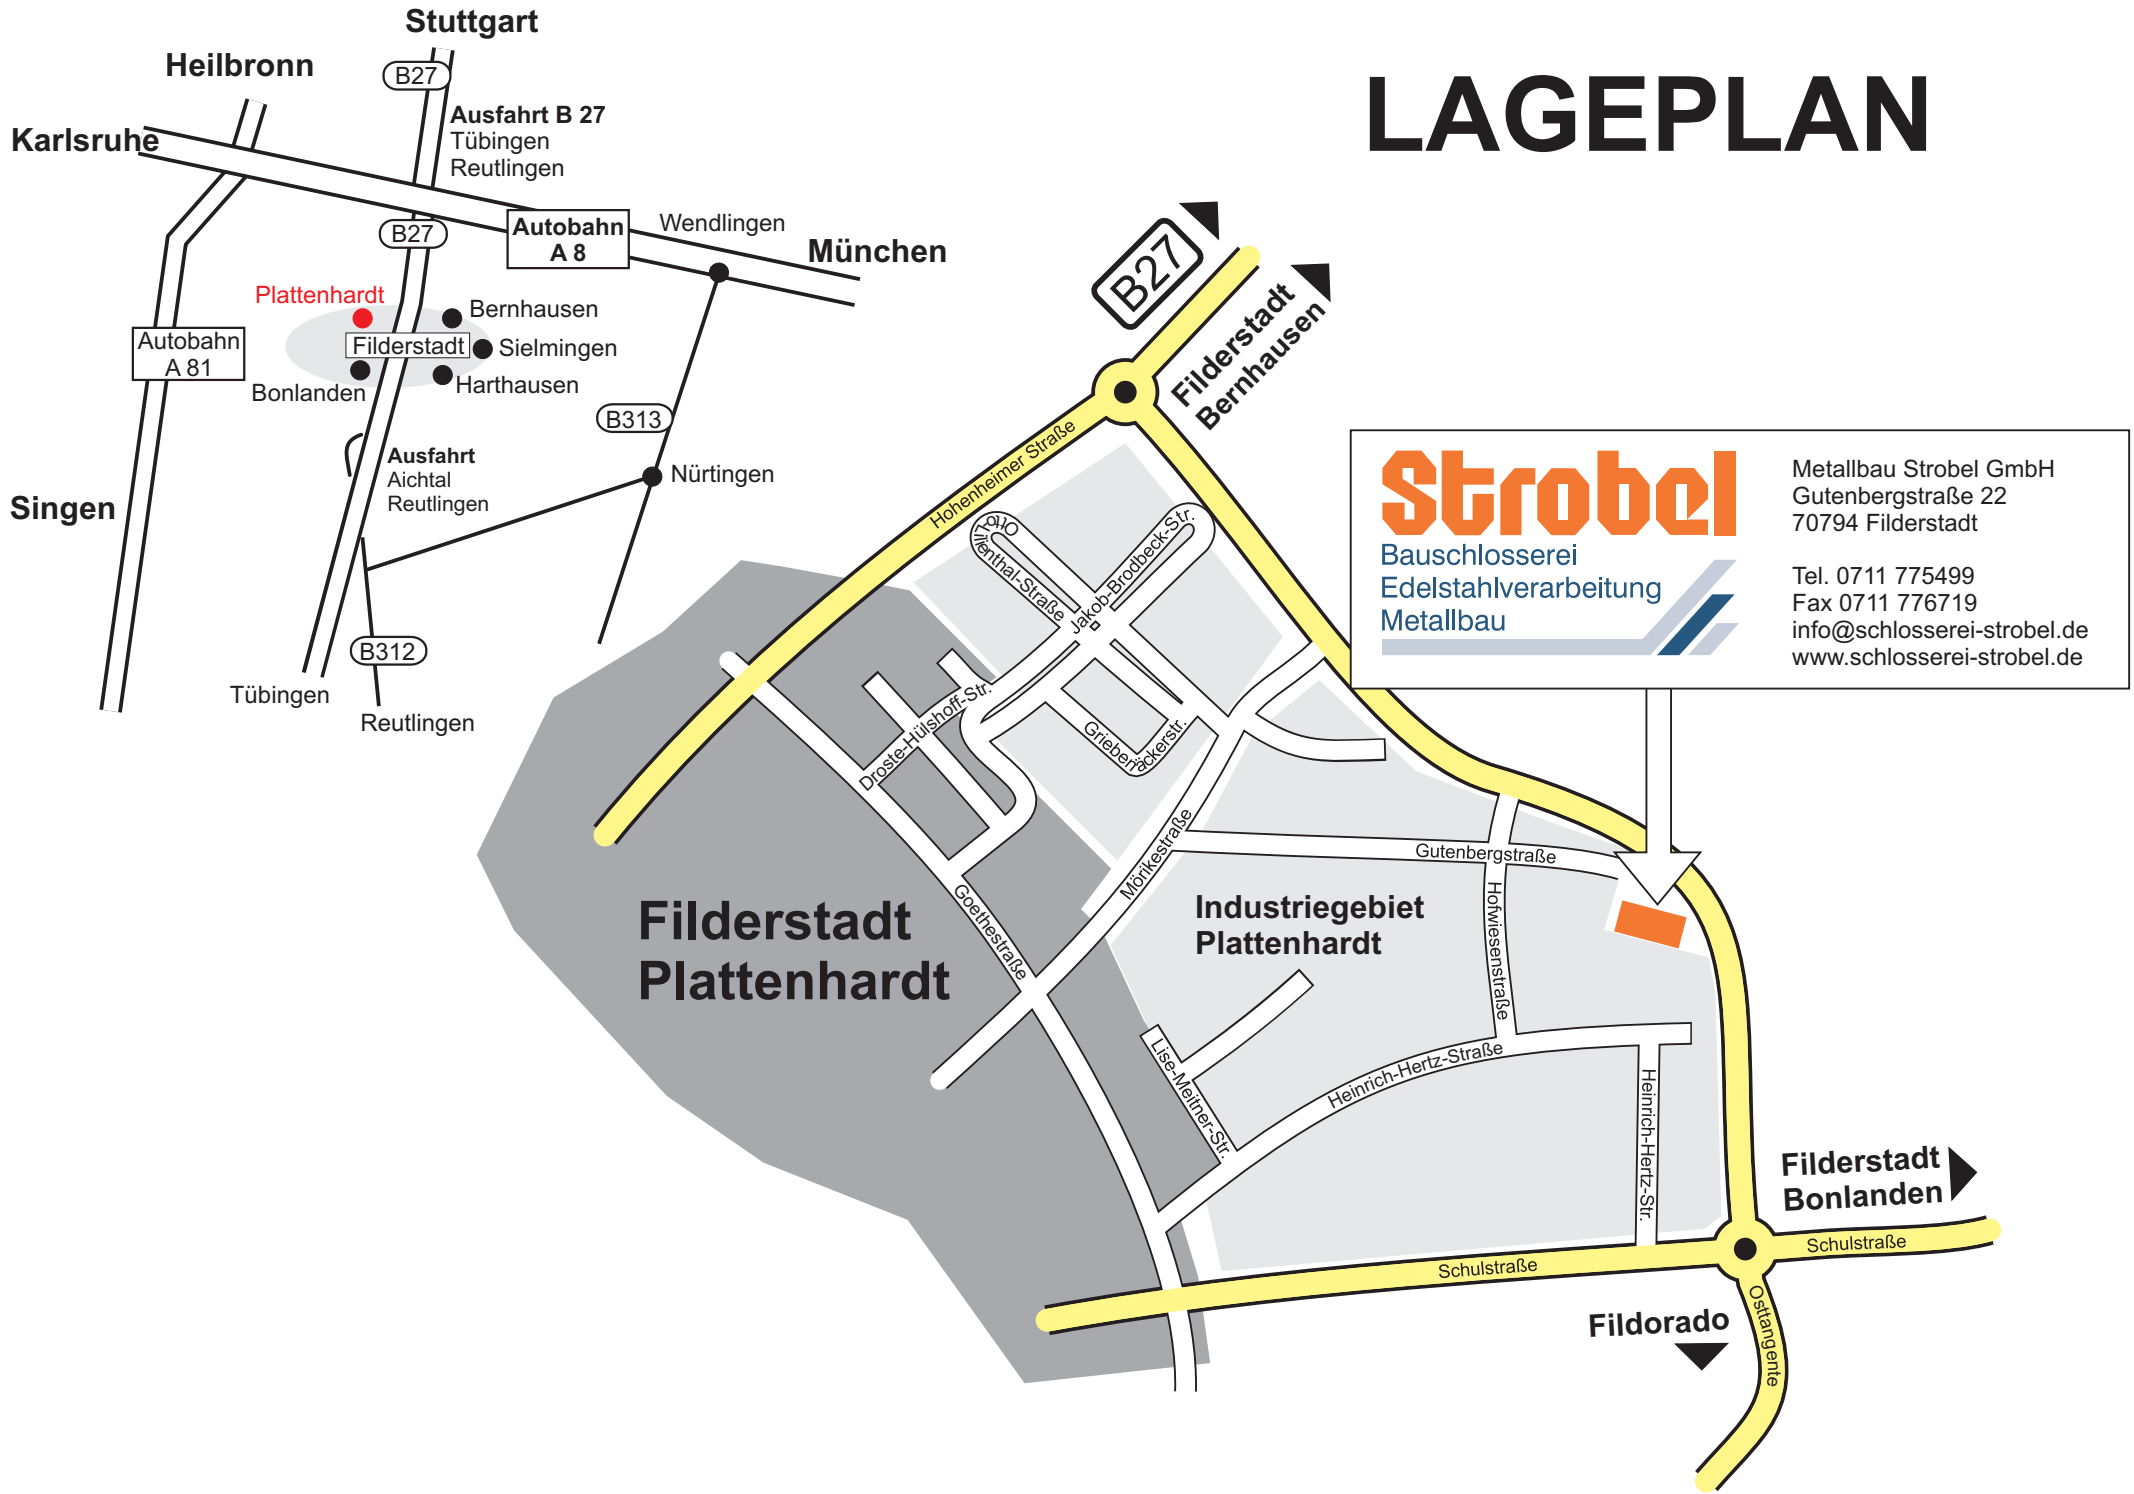 LAGEPLAN
Stuttgart
Heilbronn
B27
Ausfahrt B 27
Tübingen
Reutlingen
Karlsruhe
B27
Autobahn
A 8
Wendlingen
München
Plattenhardt
Bernhausen
Filderstadt
Sielmingen
Autobahn
A 81
Bonlanden
Harthausen
B313
Ausfahrt
Aichtal
Reutlingen
Nürtingen
Singen
B312
Tübingen
Reutlingen
B27
Filderstadt
Bernhausen
Hohenheimer Straße
Strobel
Bauschlosserei
Edelstahlverarbeitung
Metallbau
Metallbau Strobel GmbH
Gutenbergstraße 22
70794 Filderstadt
Tel. 0711 775499
Fax 0711 776719
info@schlosserei-strobel.de
www.schlosserei-strobel.de
Otto-Lilienthal-Straße
Jakob-Brodbeck-Str.
Droste-Hülshoff-Str.
Griebenäckerstr.
Mörikestraße
Gutenbergstraße
Goethestraße
Hofwiesenstraße
Filderstadt
Plattenhardt
Industriegebiet
Plattenhardt
Lise-Meitner-Str.
Heinrich-Hertz-Straße
Heinrich-Hertz-Str.
Filderstadt
Bonlanden
Schulstraße
Schulstraße
Fildorado
Osttangente